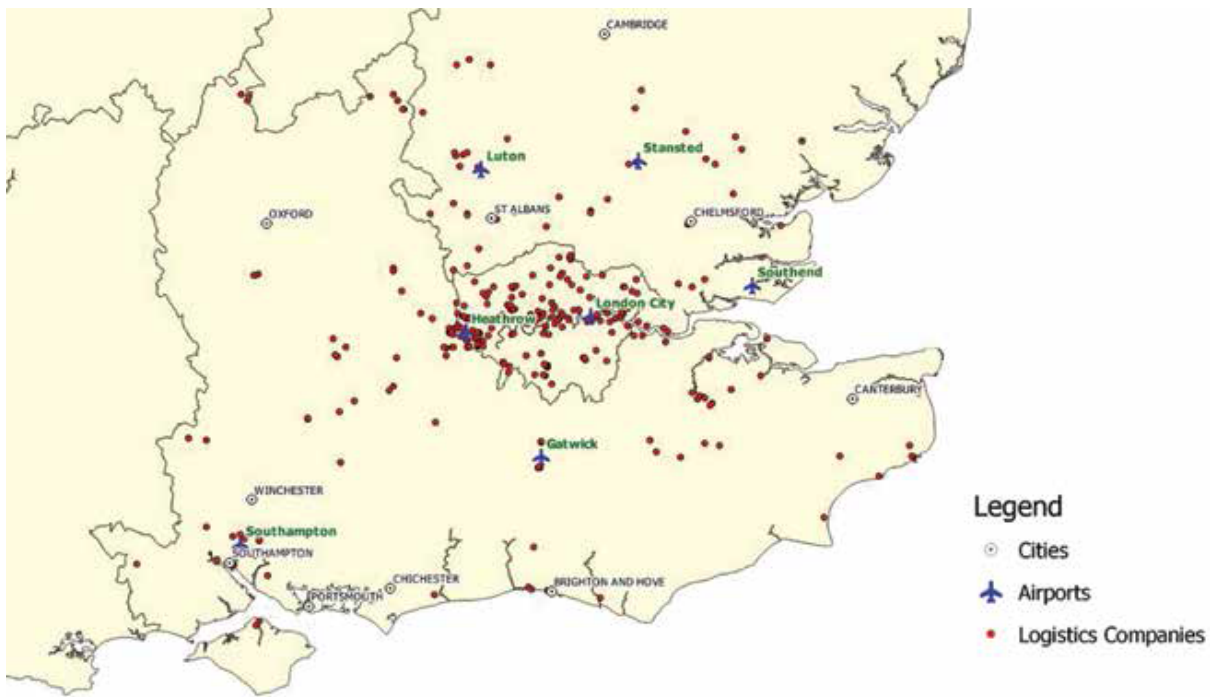 CAMBRIDGE
Luton
Stansted
OXFORD
ST ALBANS
CHELMSFORD
Southend
London City
Heathrow
CANTERBURY
Gatwick
WINCHESTER
Southampton
SOUTHAMPTON
CHICHESTER
BRIGHTON AND HOVE
PORTSMOUTH
Legend
Cities
Airports
Logistics Companies